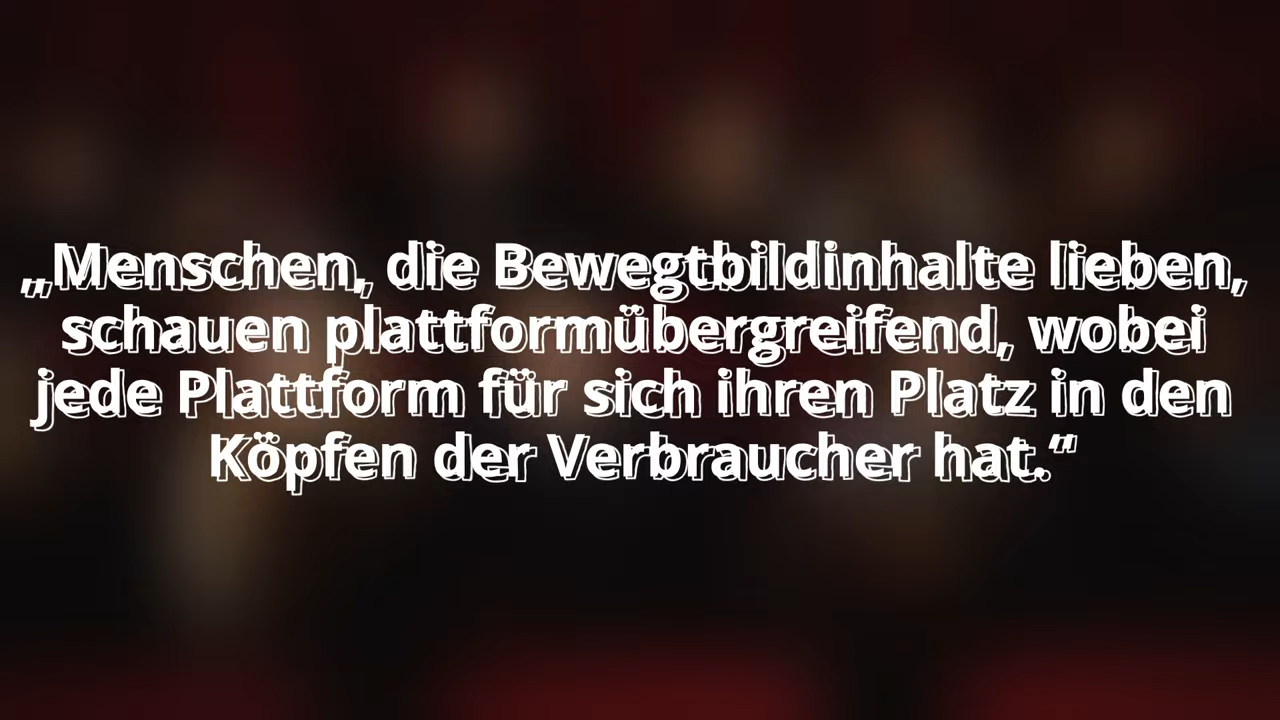 „Menschen, die Bewegtbildinhalte lieben,
schauen plattformübergreifend, wobei
jede Plattform für sich ihren Platz in den
Köpfen der Verbraucher hat.“